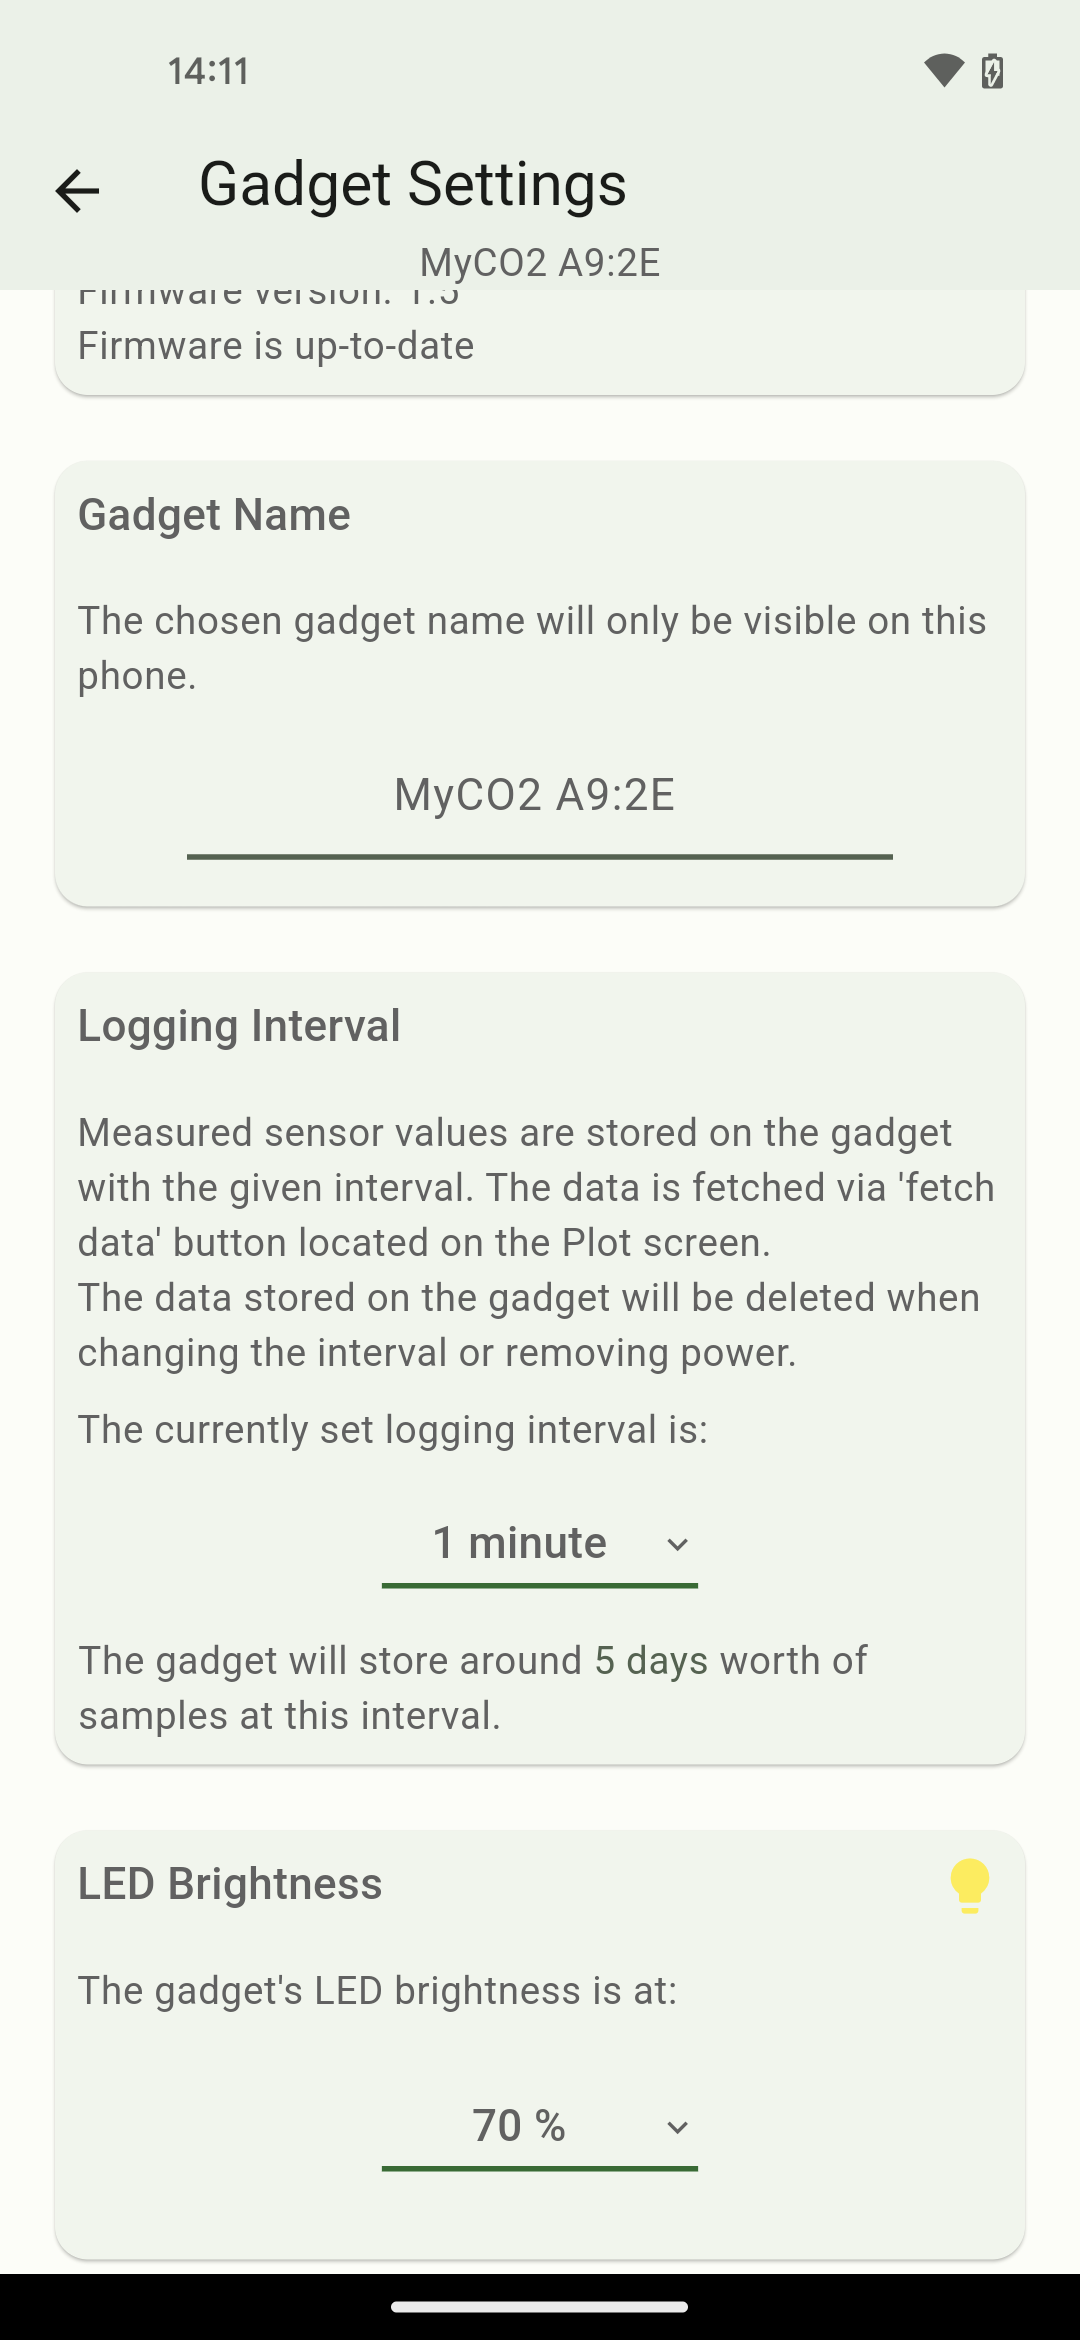 14:11
Gadget Settings
MyCO2 A9:2E
Firmware version: 1.5
Firmware is up-to-date
Gadget Name
The chosen gadget name will only be visible on this
phone.
MyCO2 A9:2E
Logging Interval
Measured sensor values are stored on the gadget
with the given interval. The data is fetched via 'fetch
data' button located on the Plot screen.
The data stored on the gadget will be deleted when
changing the interval or removing power.
The currently set logging interval is:
1 minute
The gadget will store around 5 days worth of
samples at this interval.
LED Brightness
The gadget's LED brightness is at:
70 %